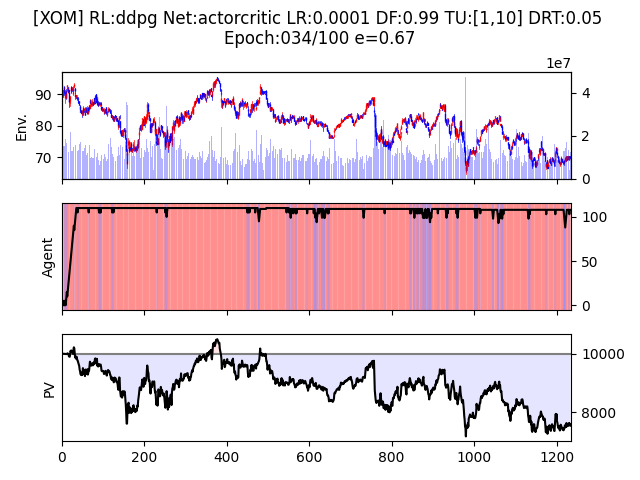 [XOM] RL:ddpg Net:actorcritic LR:0.0001 DF:0.99 TU:[1,10] DRT:0.05
Epoch:034/100 e=0.67
1e7
90
80
70
Env.
4
2
0
Agent
100
50
0
PV
10000
8000
0 200 400 600 800 1000 1200